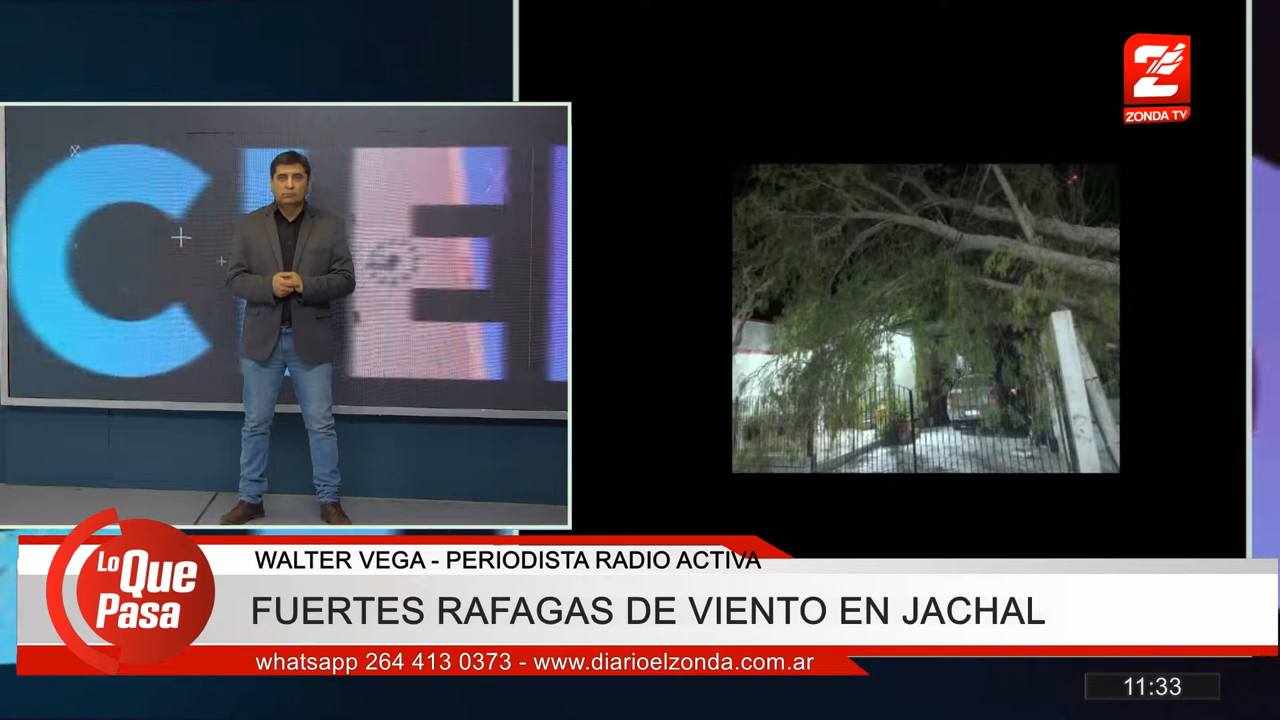 Z
ZONDA TV
CIE
WALTER VEGA - PERIODISTA RADIO ACTIVA
Lo Que Pasa
FUERTES RAFAGAS DE VIENTO EN JACHAL
whatsapp 264 413 0373 - www.diarioelzonda.com.ar
11:33